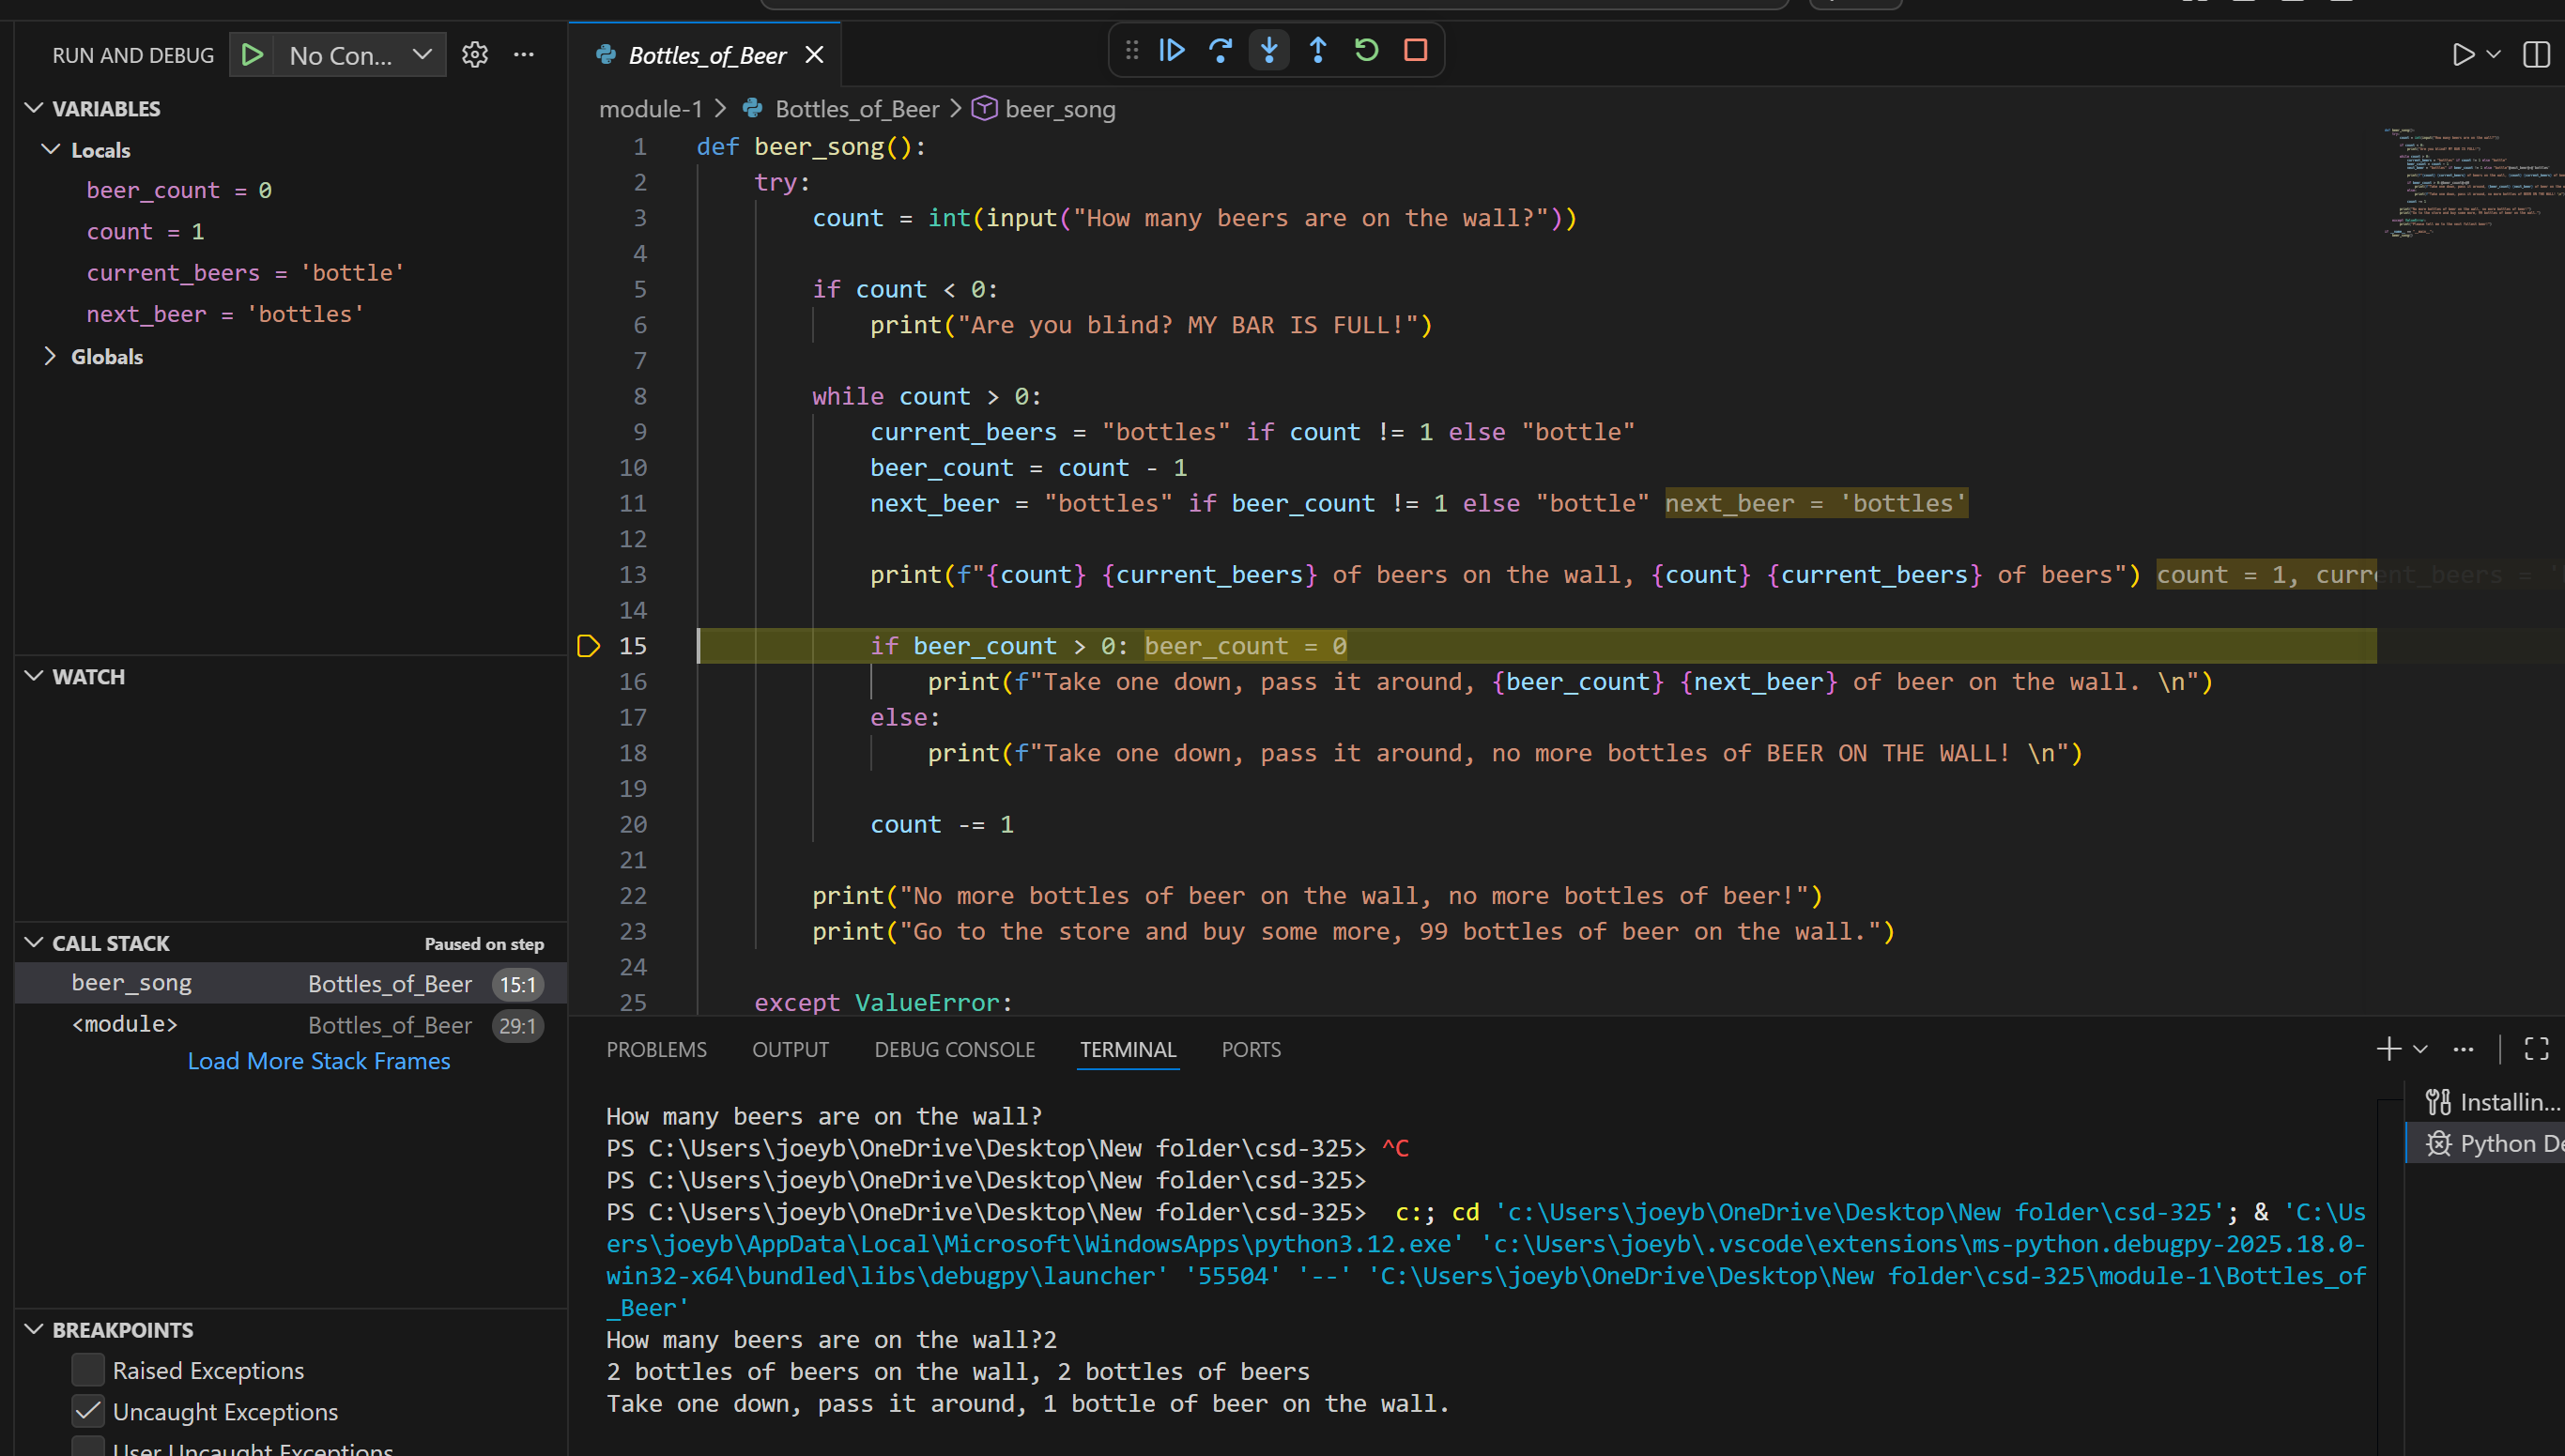 RUN AND DEBUG No Con...
VARIABLES
Locals
beer_count = 0
count = 1
current_beers = 'bottle'
next_beer = 'bottles'
Globals
WATCH
CALL STACK Paused on step
beer_song Bottles_of_Beer 15:1
<module> Bottles_of_Beer 29:1
Load More Stack Frames
BREAKPOINTS
Raised Exceptions
Uncaught Exceptions
User Uncaught Exceptions
Bottles_of_Beer
module-1 > Bottles_of_Beer > beer_song
1 def beer_song():
2 try:
3 count = int(input("How many beers are on the wall?"))
4
5 if count < 0:
6 print("Are you blind? MY BAR IS FULL!")
7
8 while count > 0:
9 current_beers = "bottles" if count != 1 else "bottle"
10 beer_count = count - 1
11 next_beer = "bottles" if beer_count != 1 else "bottle" next_beer = 'bottles'
12
13 print(f"{count} {current_beers} of beers on the wall, {count} {current_beers} of beers") count = 1, current_beers = '
14
15 if beer_count > 0: beer_count = 0
16 print(f"Take one down, pass it around, {beer_count} {next_beer} of beer on the wall. \n")
17 else:
18 print(f"Take one down, pass it around, no more bottles of BEER ON THE WALL! \n")
19
20 count -= 1
21
22 print("No more bottles of beer on the wall, no more bottles of beer!")
23 print("Go to the store and buy some more, 99 bottles of beer on the wall.")
24
25 except ValueError:
PROBLEMS OUTPUT DEBUG CONSOLE TERMINAL PORTS
How many beers are on the wall?
PS C:\Users\joeyb\OneDrive\Desktop\New folder\csd-325> ^C
PS C:\Users\joeyb\OneDrive\Desktop\New folder\csd-325>
PS C:\Users\joeyb\OneDrive\Desktop\New folder\csd-325> c:; cd 'c:\Users\joeyb\OneDrive\Desktop\New folder\csd-325'; & 'C:\Us
ers\joeyb\AppData\Local\Microsoft\WindowsApps\python3.12.exe' 'c:\Users\joeyb\.vscode\extensions\ms-python.debugpy-2025.18.0-
win32-x64\bundled\libs\debugpy\launcher' '55504' '--' 'C:\Users\joeyb\OneDrive\Desktop\New folder\csd-325\module-1\Bottles_of
_Beer'
How many beers are on the wall?2
2 bottles of beers on the wall, 2 bottles of beers
Take one down, pass it around, 1 bottle of beer on the wall.
Installin...
Python De